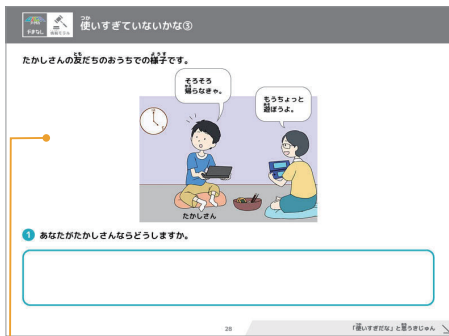 使いすぎていないかな③
たかしさんの友だちのおうちでの様子です。
そろそろ
帰らなきゃ。
もうちょっと
遊ぼうよ。
たかしさん
1 あなたがたかしさんならどうしますか。
28
「使いすぎだな」と思うきじゅん